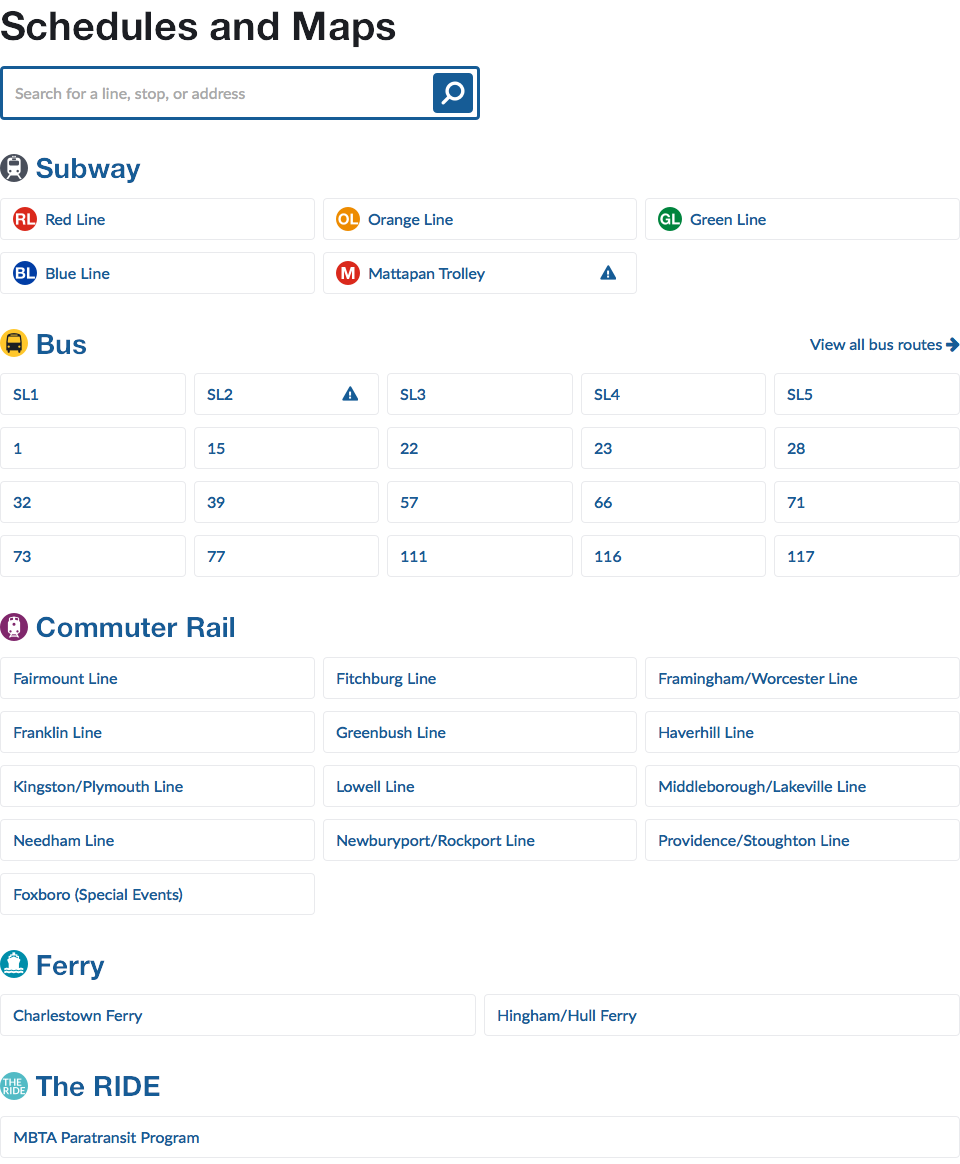 Schedules and Maps
Search for a line, stop, or address
Subway
RL Red Line
OL Orange Line
GL Green Line
BL Blue Line
M Mattapan Trolley
Bus
View all bus routes
SL1
SL2
SL3
SL4
SL5
1
15
22
23
28
32
39
57
66
71
73
77
111
116
117
Commuter Rail
Fairmount Line
Fitchburg Line
Framingham/Worcester Line
Franklin Line
Greenbush Line
Haverhill Line
Kingston/Plymouth Line
Lowell Line
Middleborough/Lakeville Line
Needham Line
Newburyport/Rockport Line
Providence/Stoughton Line
Foxboro (Special Events)
Ferry
Charlestown Ferry
Hingham/Hull Ferry
THE
RIDE
The RIDE
MBTA Paratransit Program